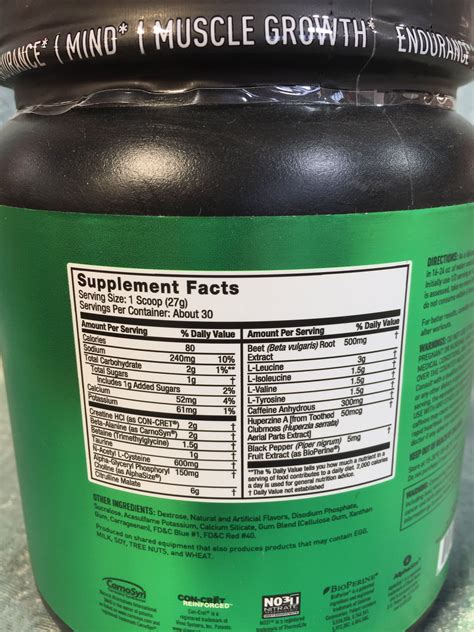 ENDURANCE* ( MIND* ( MUSCLE GROWTH* ENDURANCE
Supplement Facts
Serving Size: 1 Scoop (27g)
Servings Per Container: About 30
Amount Per Serving % Daily Value
Calories 80
Sodium 240mg 10%
Total Carbohydrate 2g 1%**
Total Sugars 1g †
Includes 1g Added Sugars 2%
Calcium 52mg 4%
Potassium 61mg 1%
Creatine HCl (as CON-CRET®) 2g †
Beta-Alanine (as CarnoSyn®) 2g †
Betaine (Trimethylglycine) 1.5g †
Taurine 1g †
N-Acetyl L-Cysteine 600mg †
Alpha-Glyceryl Phosphoryl 150mg †
Choline (as AlphaSize®)
Citrulline Malate 6g †
Amount Per Serving % Daily Value
Beet (Beta vulgaris) Root 500mg †
Extract
L-Leucine 3g †
L-Isoleucine 1.5g †
L-Valine 1.5g †
L-Tyrosine 1.5g †
Caffeine Anhydrous 300mg †
Huperzine A [from Toothed 50mcg †
Clubmoss (Huperzia serrata)
Aerial Parts Extract]
Black Pepper (Piper nigrum) 5mg †
Fruit Extract (as BioPerine®)
**The % Daily Value tells you how much a nutrient in a
serving of food contributes to a daily diet. 2,000 calories
a day is used for general nutrition advice.
† Daily Value not established
OTHER INGREDIENTS: Dextrose, Natural and Artificial Flavors, Disodium Phosphate,
Sucralose, Acesulfame Potassium, Calcium Silicate, Gum Blend (Cellulose Gum, Xanthan
Gum, Carrageenan), FD&C Blue #1, FD&C Red #40.
Produced on shared equipment that also produces products that may contain EGG,
MILK, SOY, TREE NUTS, and WHEAT.
DIRECTIONS:
in 16-24 oz. of
CarnoSyn
CON-CRĒT
REINFORCED
NO3
NITRATE
BIOPERINE